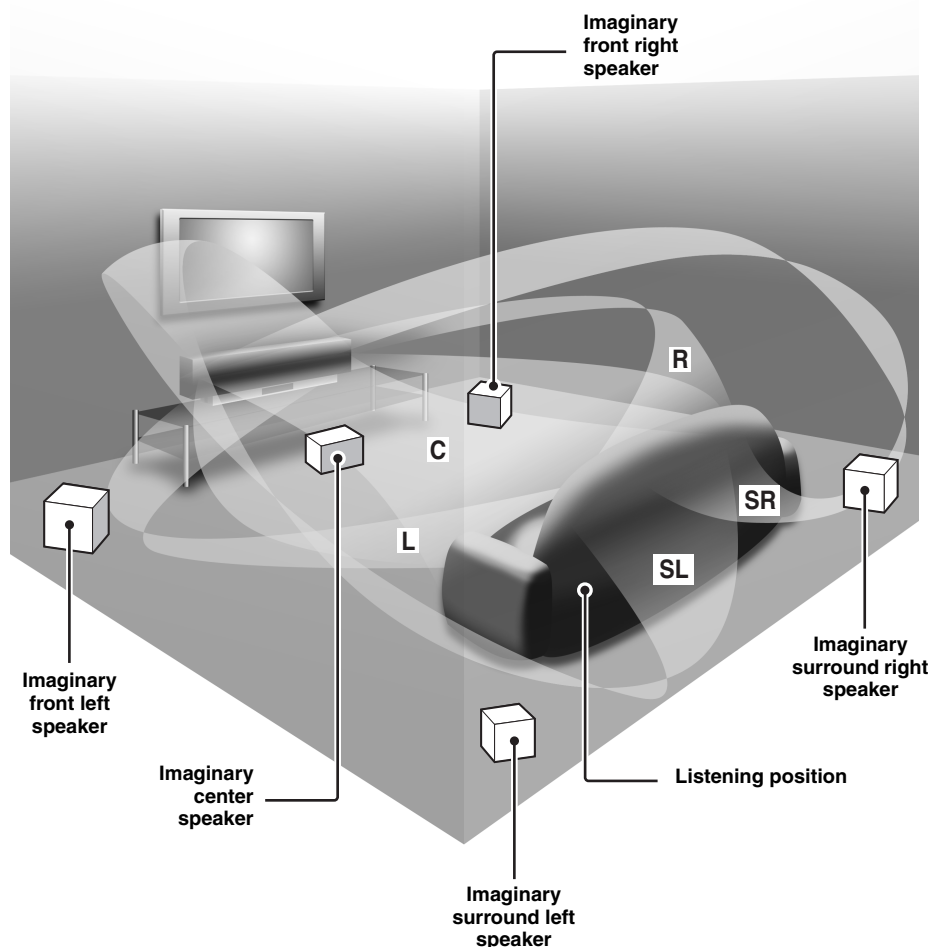 Imaginary
front right
speaker
R
C
SR
L
SL
Imaginary
surround right
speaker
Imaginary
front left
speaker
Imaginary
center
speaker
Listening position
Imaginary
surround left
speaker